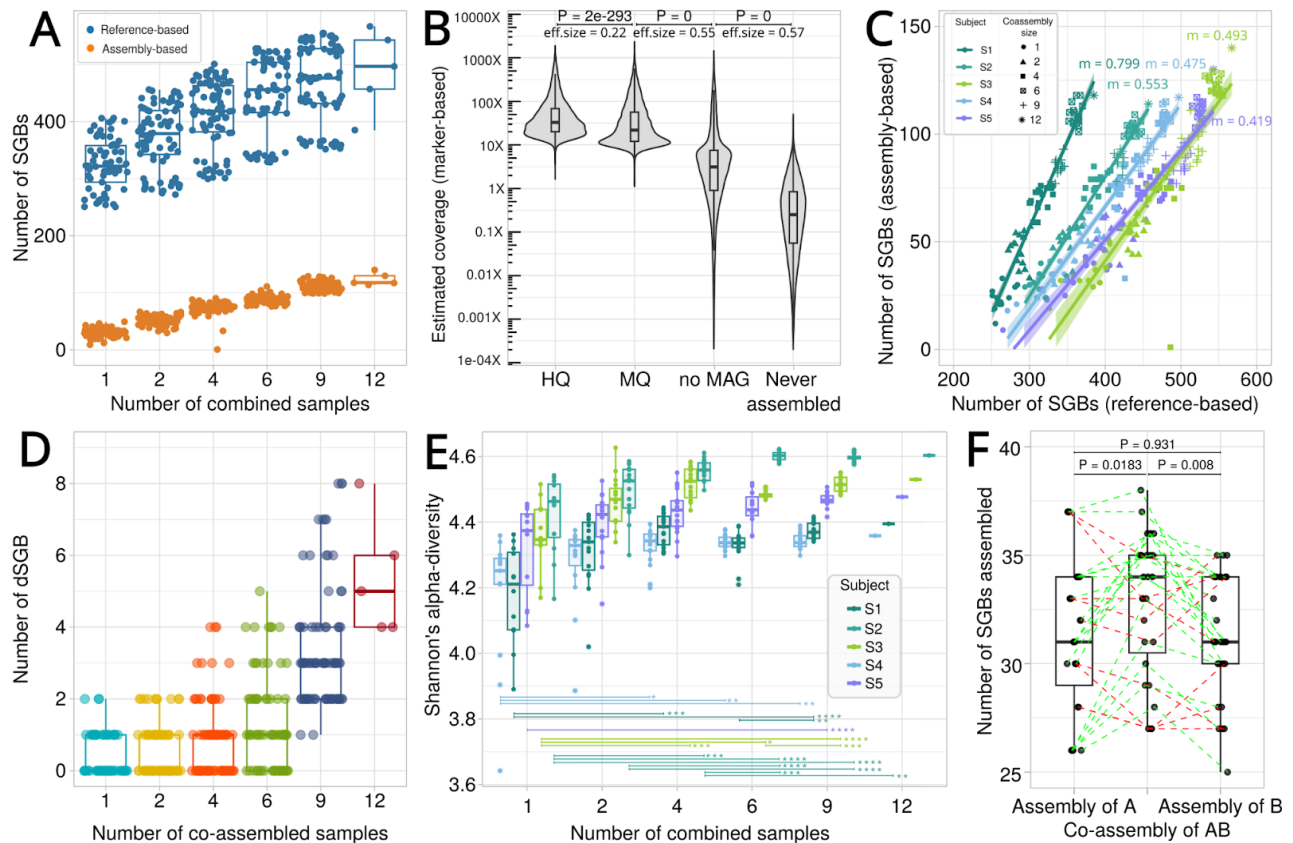 A
Reference-based
Assembly-based
Number of SGBs
400
200
0
1 2 4 6 9 12
Number of combined samples
B
P = 2e-293 P = 0 P = 0
eff.size = 0.22 eff.size = 0.55 eff.size = 0.57
Estimated coverage (marker-based)
10000X
1000X
100X
10X
1X
0.1X
0.01X
0.001X
1e-04X
HQ MQ no MAG Never
assembled
C
Subject
S1
S2
S3
S4
S5
Coassembly
size
1
2
4
6
9
12
m = 0.493
m = 0.799
m = 0.475
m = 0.553
m = 0.419
Number of SGBs (assembly-based)
150
100
50
0
200 300 400 500 600
Number of SGBs (reference-based)
D
Number of dSGB
8
6
4
2
0
1 2 4 6 9 12
Number of co-assembled samples
E
Shannon's alpha-diversity
4.6
4.4
4.2
4.0
3.8
3.6
Subject
S1
S2
S3
S4
S5
1 2 4 6 9 12
Number of combined samples
F
P = 0.931
P = 0.0183 P = 0.008
Number of SGBs assembled
40
35
30
25
Assembly of A Assembly of B
Co-assembly of AB